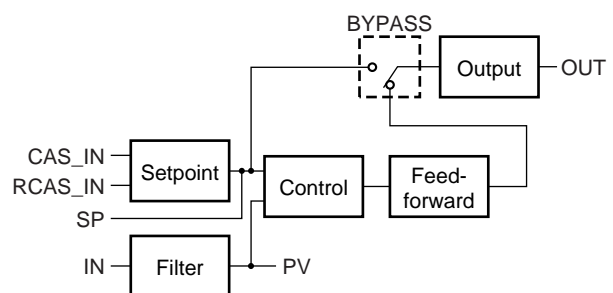 BYPASS
Output
OUT
CAS_IN
RCAS_IN
Setpoint
Control
Feed-
forward
SP
IN
Filter
PV